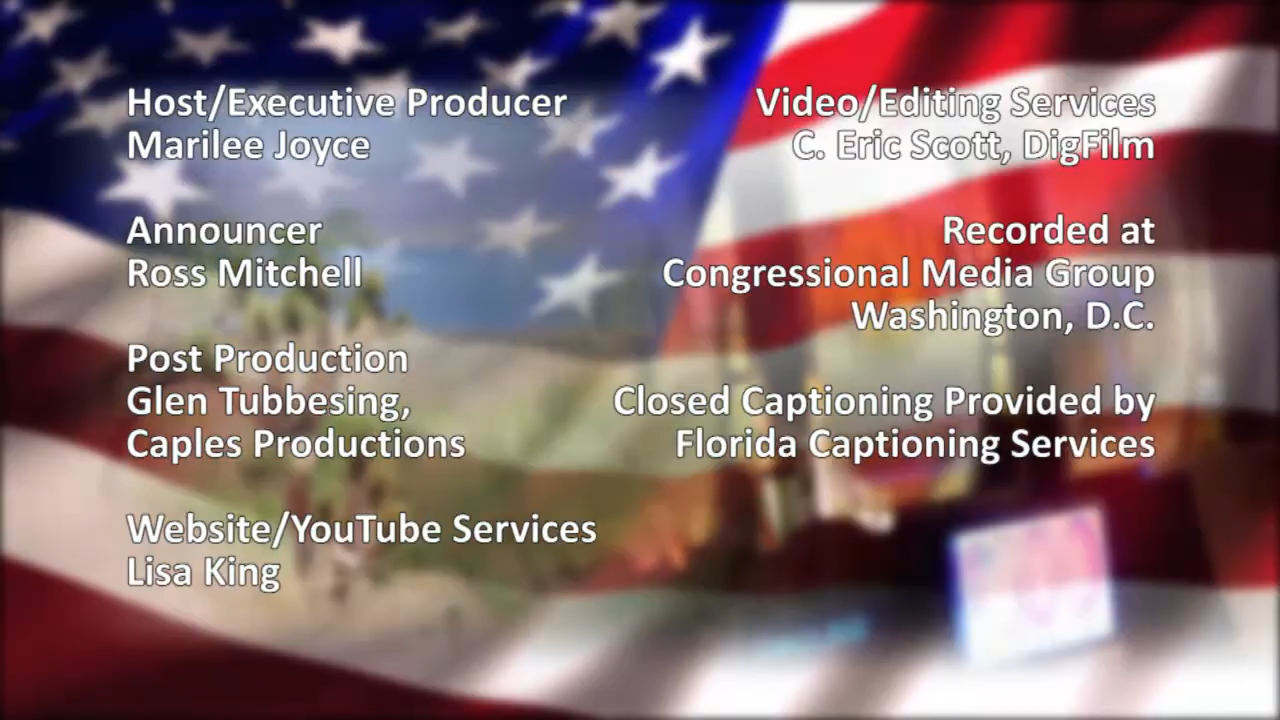 Host/Executive Producer
Marilee Joyce
Announcer
Ross Mitchell
Post Production
Glen Tubbesing,
Caples Productions
Website/YouTube Services
Lisa King
Video/Editing Services
C. Eric Scott, DigFilm
Recorded at
Congressional Media Group
Washington, D.C.
Closed Captioning Provided by
Florida Captioning Services